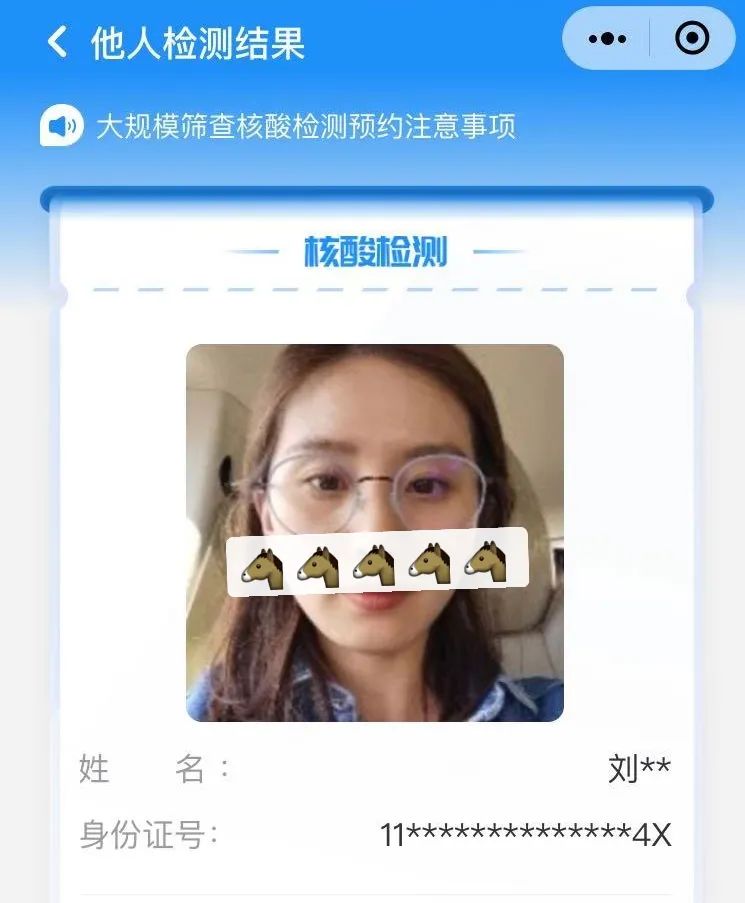 他人检测结果
大规模筛查核酸检测预约注意事项
核酸检测
姓 名： 刘**
身份证号： 11**************4X